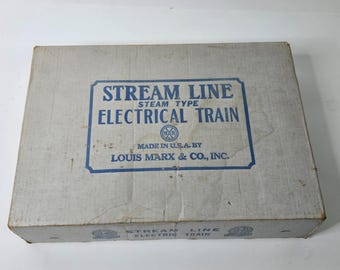 STREAM LINE
STEAM TYPE
ELECTRICAL TRAIN
MADE IN U.S.A. BY
LOUIS MARX & CO., INC.
STREAM LINE
ELECTRIC TRAIN